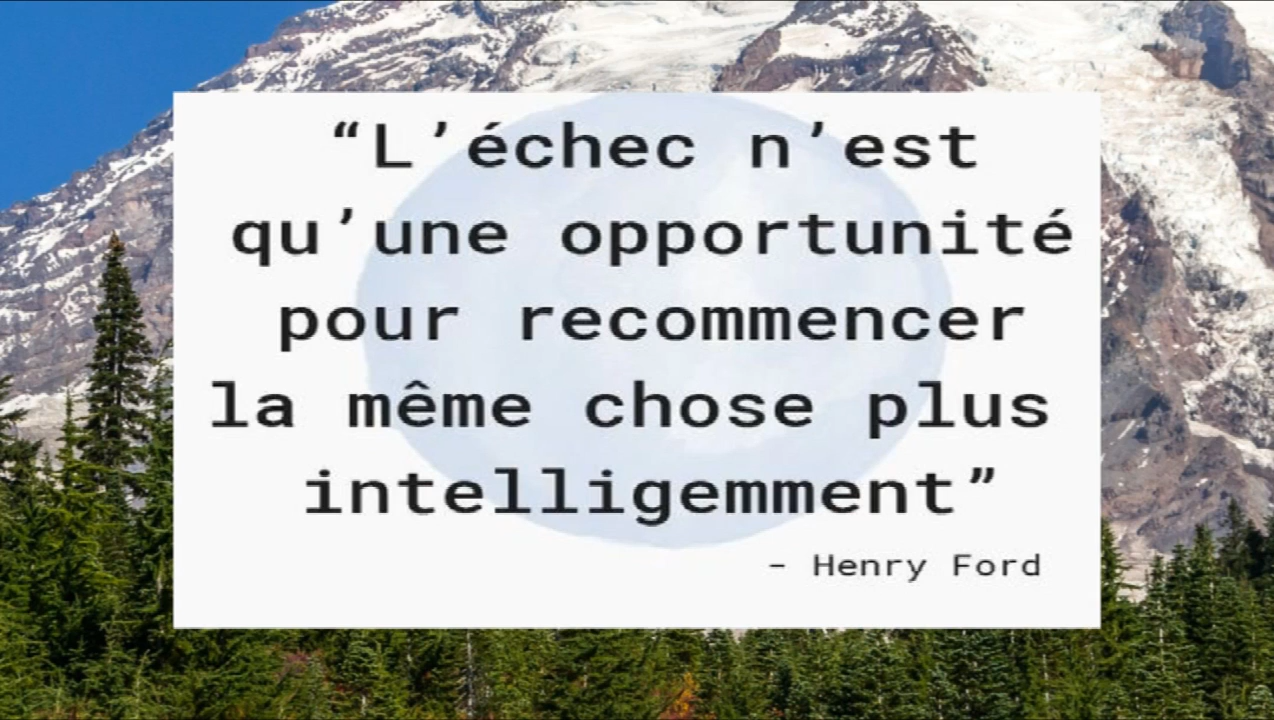 “L’échec n’est
qu’une opportunité
pour recommencer
la même chose plus
intelligemment”
- Henry Ford